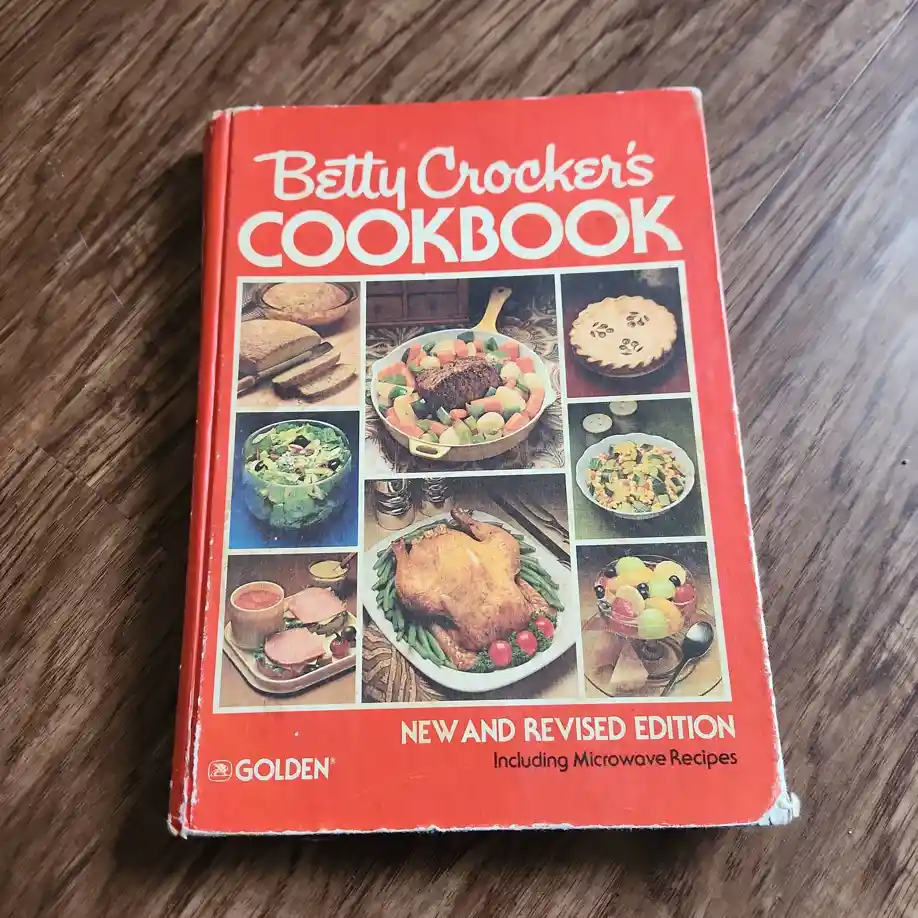 Betty Crocker's
COOKBOOK
NEW AND REVISED EDITION
Including Microwave Recipes
GOLDEN®